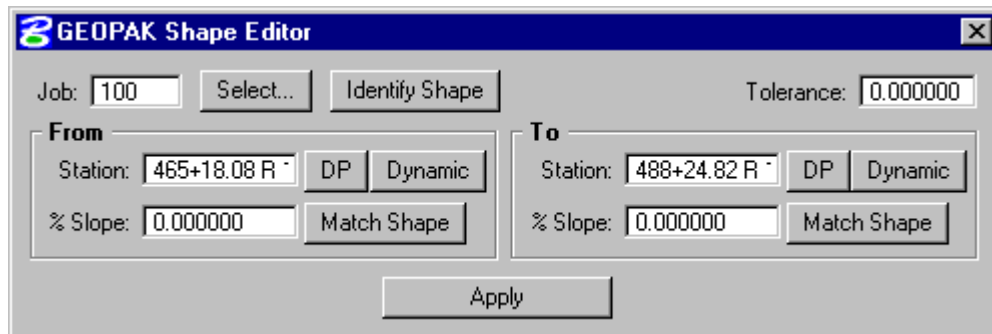 GEOPAK Shape Editor
Job: 100 Select... Identify Shape Tolerance: 0.000000
From
Station: 465+18.08 R DP Dynamic
% Slope: 0.000000 Match Shape
To
Station: 488+24.82 R DP Dynamic
% Slope: 0.000000 Match Shape
Apply